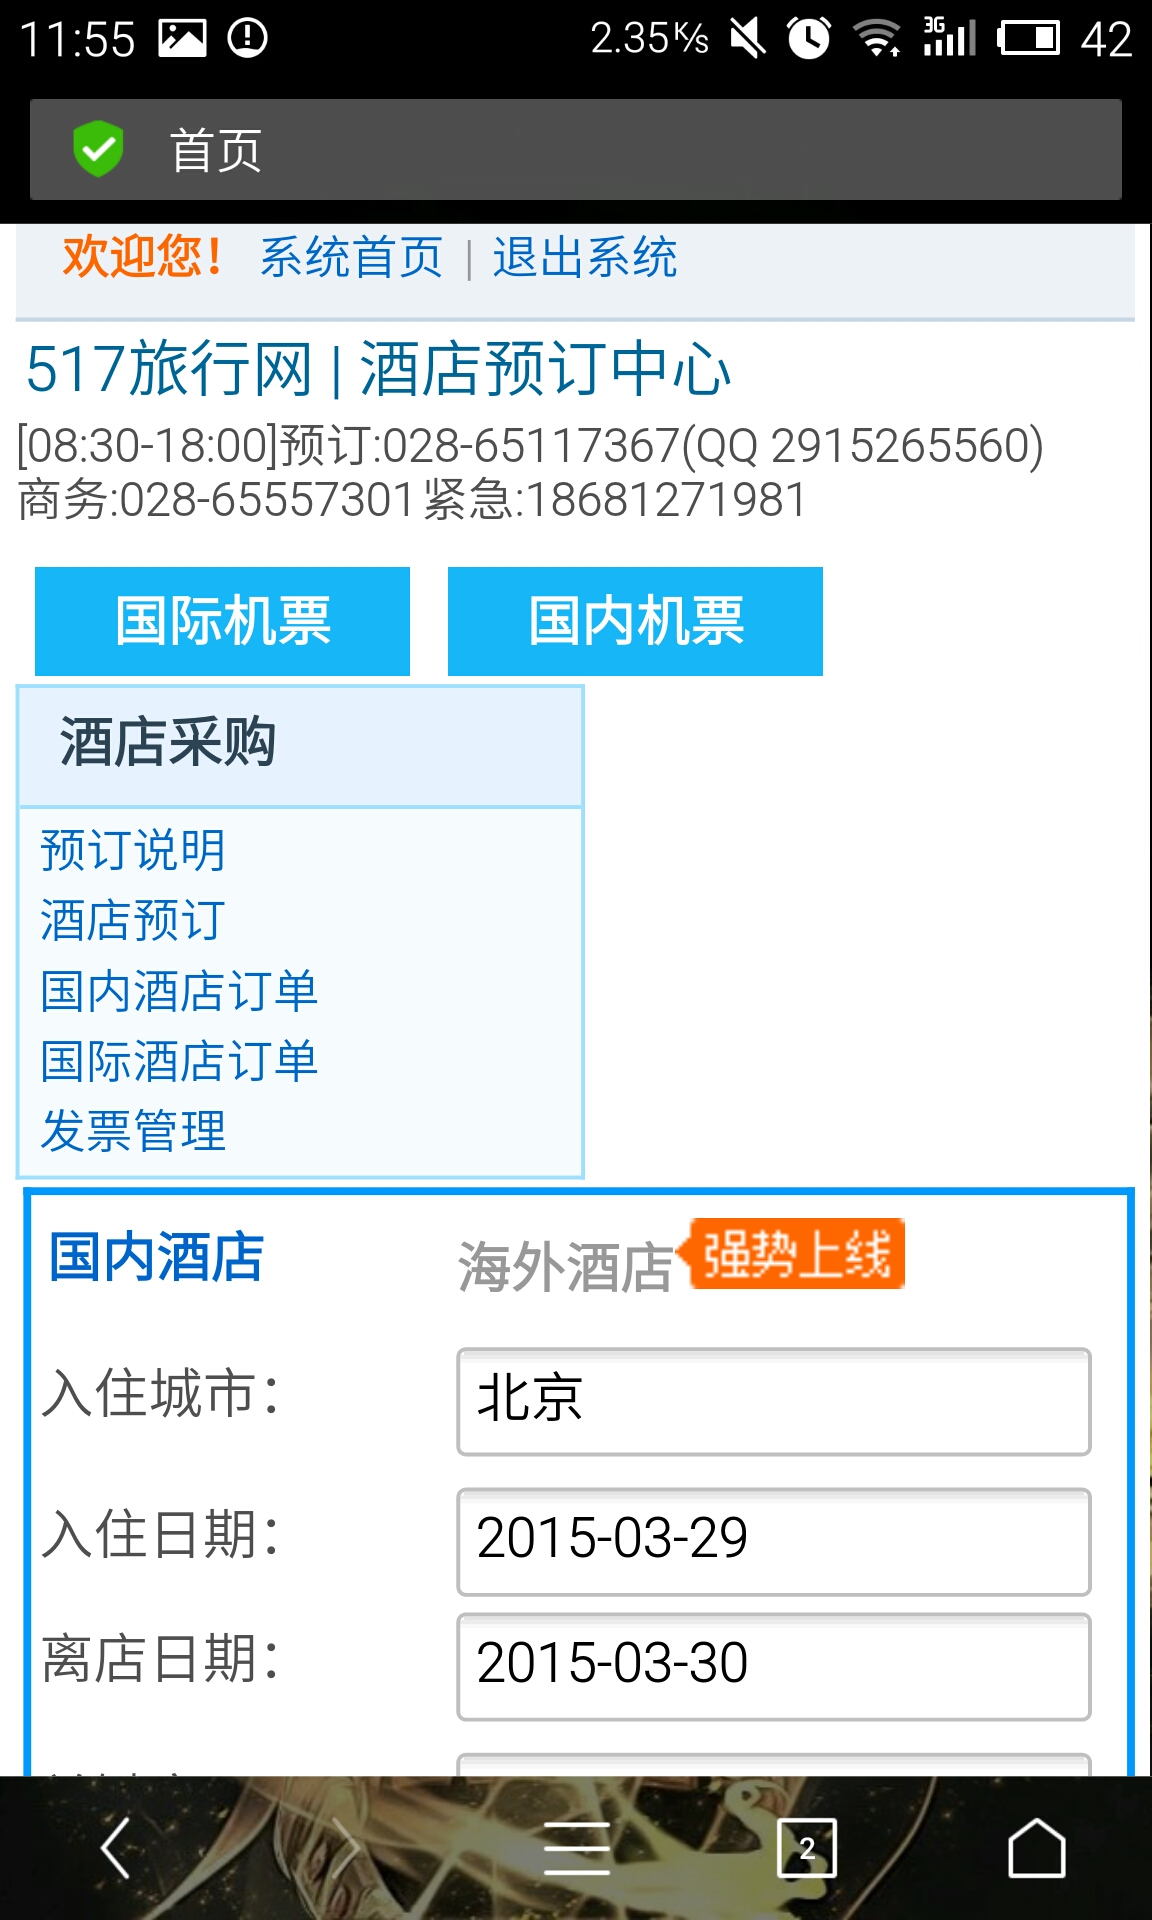 11:55 2.35K/s 3G 42
首页
欢迎您! 系统首页 | 退出系统
517旅行网 | 酒店预订中心
[08:30-18:00]预订:028-65117367(QQ 2915265560)
商务:028-65557301 紧急:18681271981
国际机票 国内机票
酒店采购
预订说明
酒店预订
国内酒店订单
国际酒店订单
发票管理
国内酒店 海外酒店 强势上线
入住城市: 北京
入住日期: 2015-03-29
离店日期: 2015-03-30
2